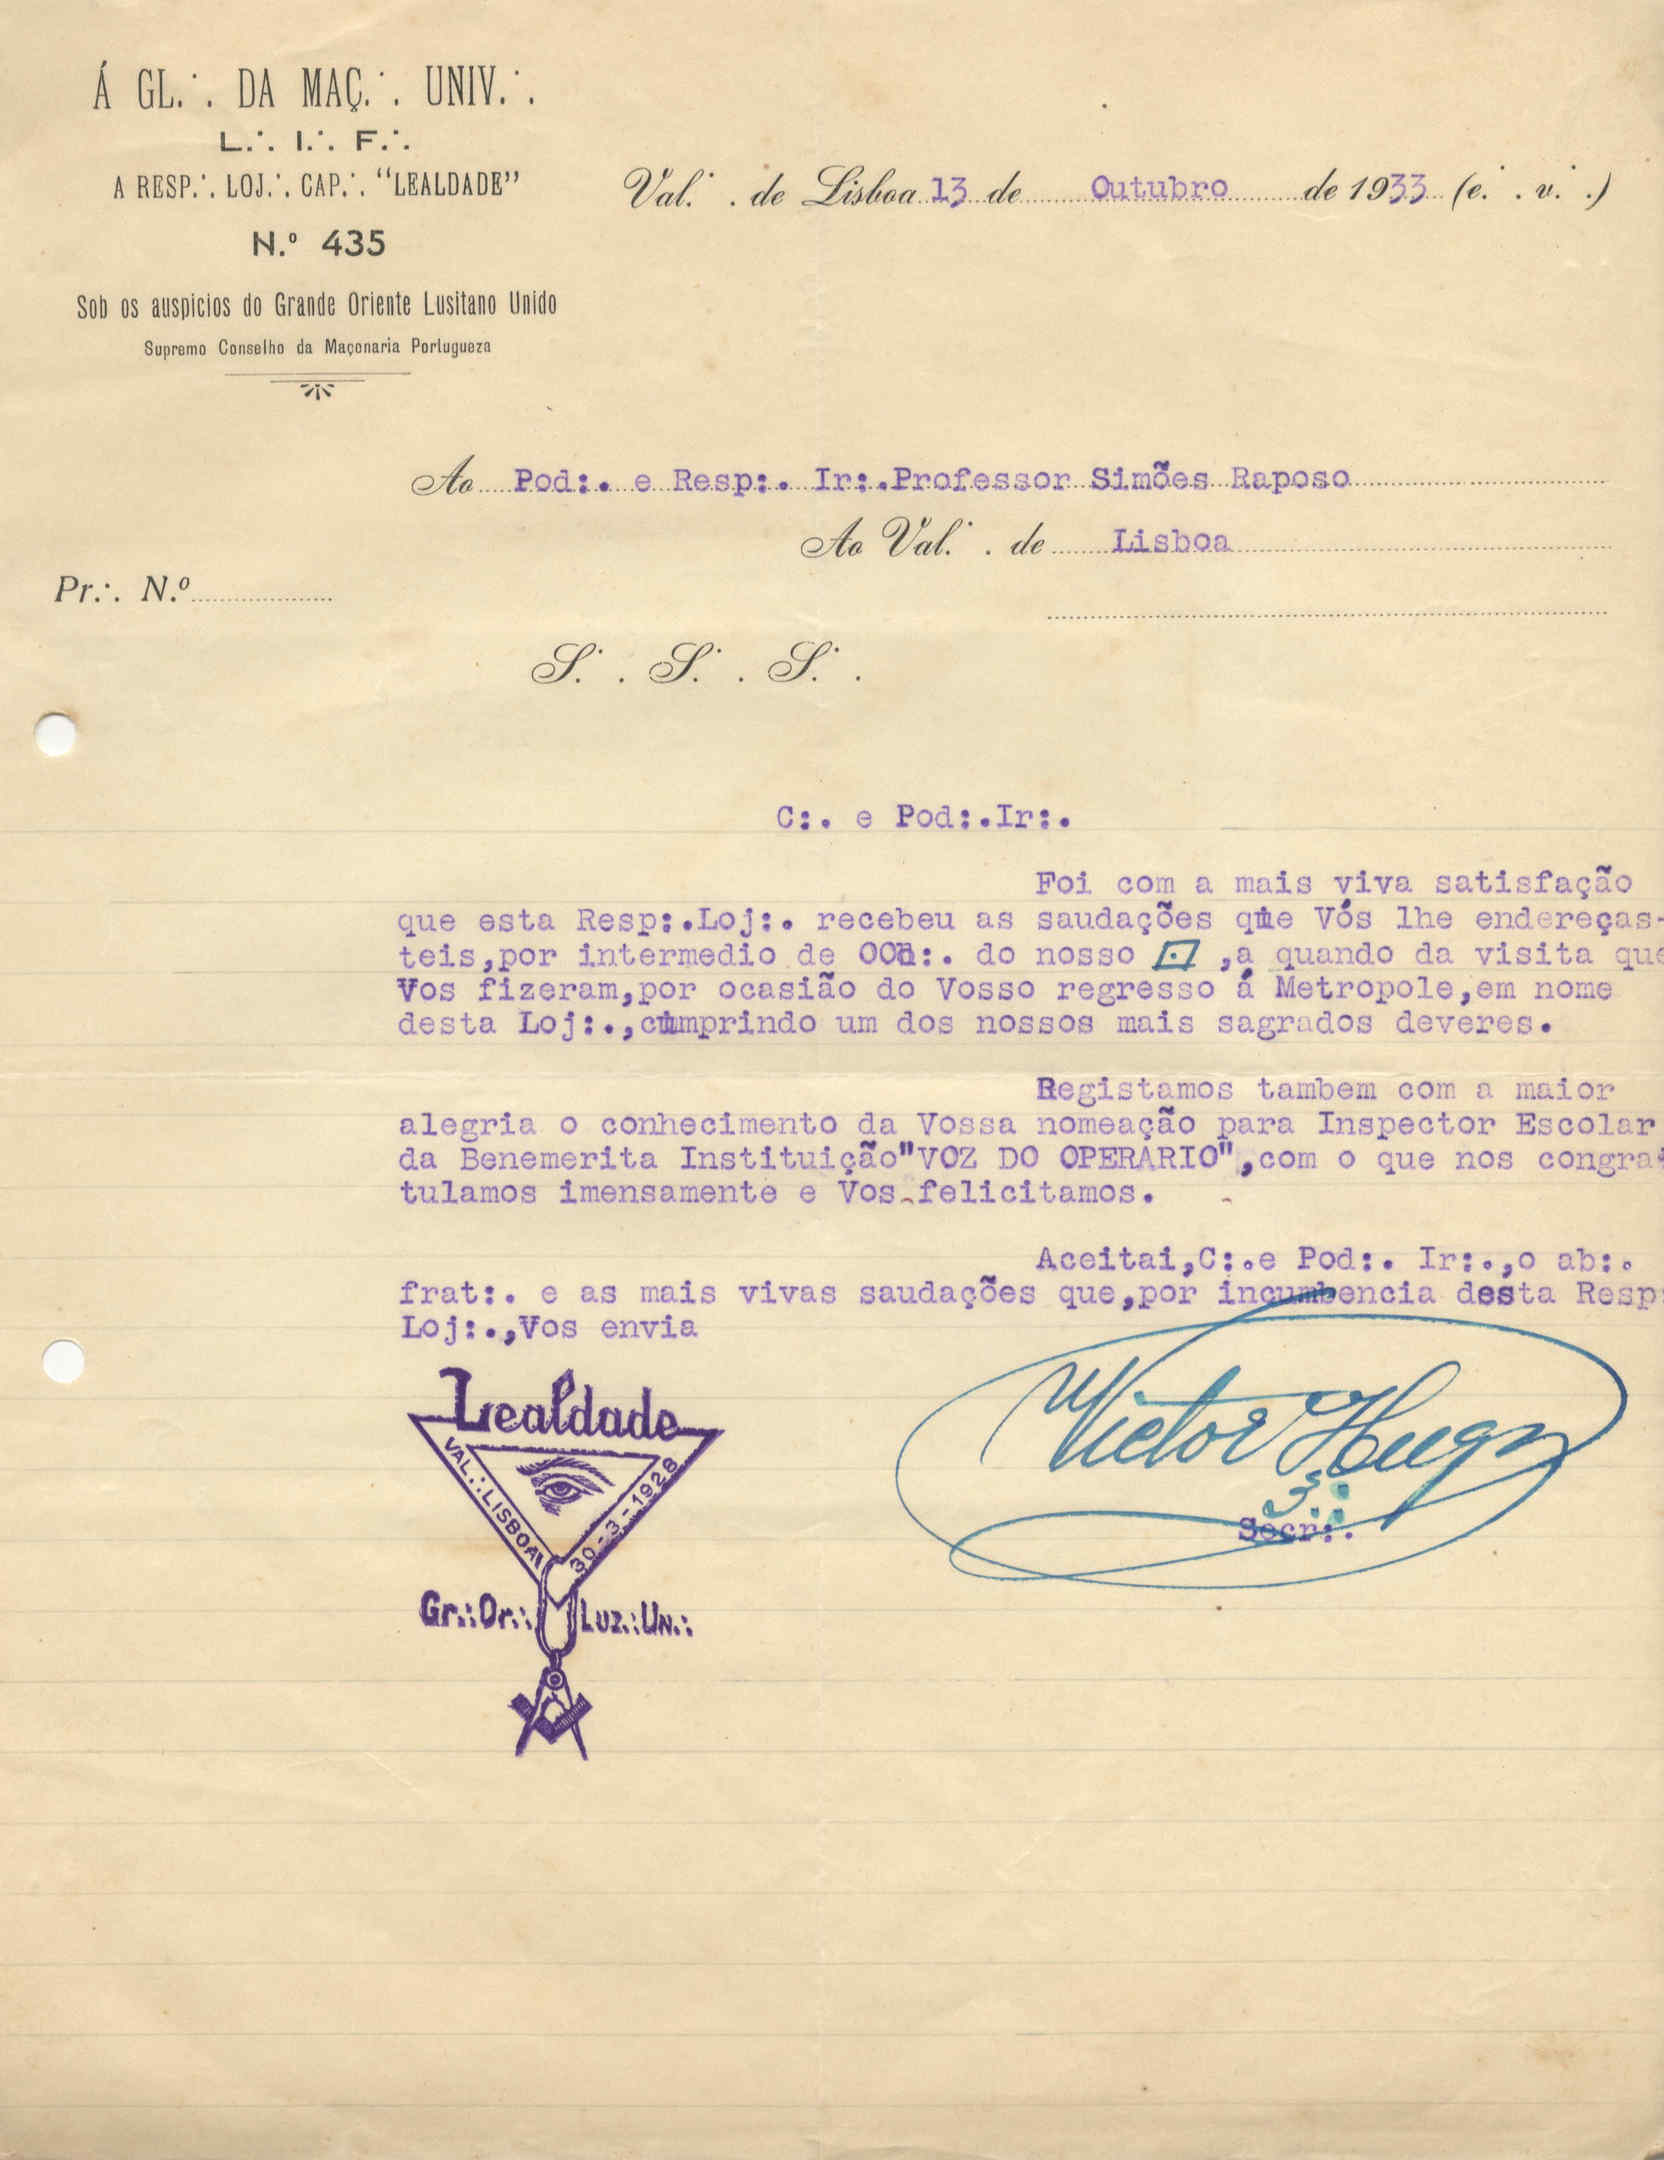 Á GL.∴ DA MAÇ.∴ UNIV.∴
L.∴ I.∴ F.∴
A RESP.∴ LOJ.∴ CAP.∴ "LEALDADE"
N.º 435
Sob os auspicios do Grande Oriente Lusitano Unido
Supremo Conselho da Maçonaria Portugueza
Val.∴ de Lisboa 13 de Outubro de 1933 (e.∴ v.∴)
Ao Pod:. e Resp:. Ir:.Professor Simões Raposo
Ao Val.∴ de Lisboa
Pr.∴ N.º
S.∴ S.∴ S.∴
C:. e Pod:.Ir:.
Foi com a mais viva satisfação
que esta Resp:.Loj:. recebeu as saudações que Vós lhe endereças-
teis,por intermedio de OOb:. do nosso ,a quando da visita que
Vos fizeram,por ocasião do Vosso regresso á Metropole,em nome
desta Loj:.,cumprindo um dos nossos mais sagrados deveres.
Registamos tambem com a maior
alegria o conhecimento da Vossa nomeação para Inspector Escolar
da Benemerita Instituição"VOZ DO OPERARIO",com o que nos congra-
tulamos imensamente e Vos felicitamos.
Aceitai,C:.e Pod:. Ir:.,o ab:.
frat:. e as mais vivas saudações que,por incumbencia desta Resp:
Loj:.,Vos envia
Victor Hugo
3.∴
Secr:.
Lealdade
VAL.∴ LISBOA
30-3-1928
Gr.∴ Or.∴ Luz.∴ Un.∴